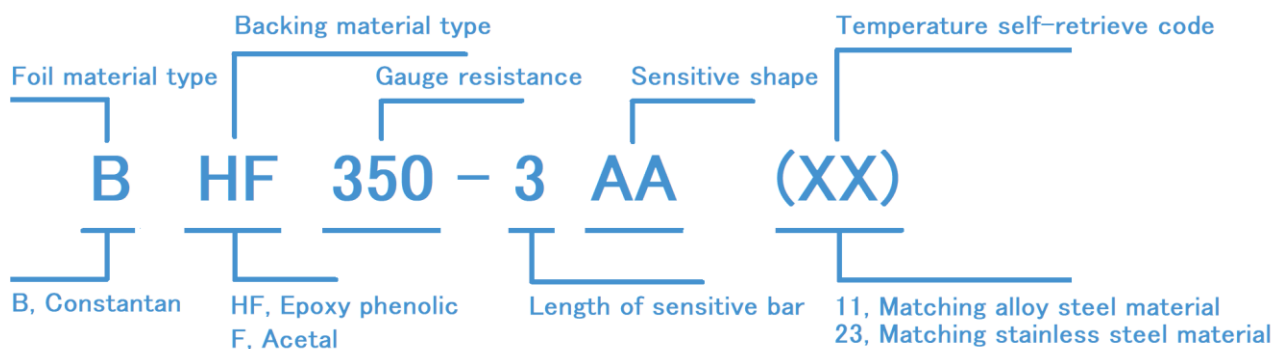 Backing material type
Temperature self-retrieve code
Foil material type
Gauge resistance
Sensitive shape
B HF 350 - 3 AA (XX)
B, Constantan
HF, Epoxy phenolic
F, Acetal
Length of sensitive bar
11, Matching alloy steel material
23, Matching stainless steel material